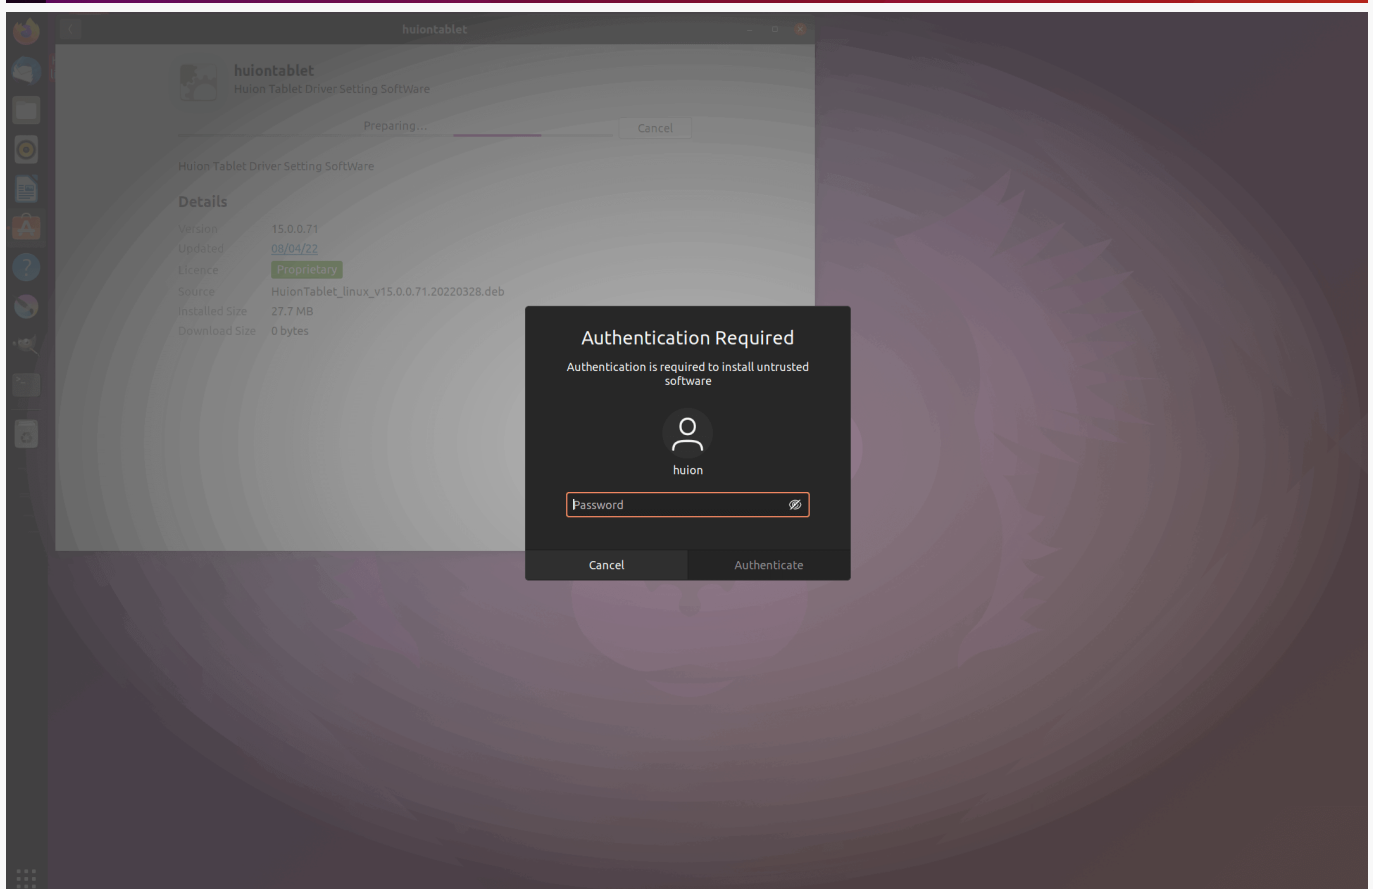 huiontablet
huiontablet
Huion Tablet Driver Setting SoftWare
Preparing...
Cancel
Huion Tablet Driver Setting SoftWare
Details
Version 15.0.0.71
Updated 08/04/22
Licence Proprietary
Source HuionTablet_linux_v15.0.0.71.20220328.deb
Installed Size 27.7 MB
Download Size 0 bytes
Authentication Required
Authentication is required to install untrusted
software
huion
Password
Cancel Authenticate